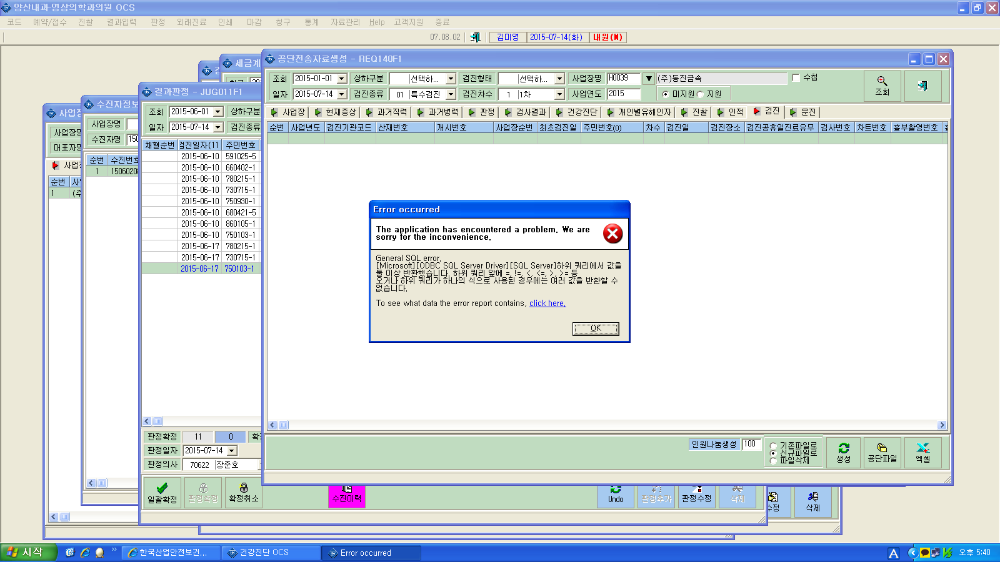 양산내과·영상의학과의원 OCS
코드 예약/접수 진찰 결과입력 판정 외래진료 인쇄 마감 청구 통계 자료관리 Help 고객지원 종료
07.08.02 김미영 2015-07-14(화) 내원(M)
공단전송자료생성 - REQ140F1
조회 2015-01-01 상하구분 선택하... 검진형태 선택하... 사업장명 H0039 (주)동진금속 수첩
일자 2015-07-14 검진종류 01 특수검진 검진차수 1 1차 사업연도 2015 미지원 지원
조회
사업장 현재증상 과거직력 과거병력 판정 검사결과 건강진단 개인별유해인자 진찰 인적 검진 문진
순번 사업년도 검진기관코드 산재번호 개시번호 사업장순번 최초검진일 주민번호(0) 차수 검진일 검진장소 검진공휴일진료유무 검사번호 차트번호 흉부촬영번호
세금계
결과판정 - JUG011F1
조회 2015-06-01 상하구분
일자 2015-07-14 검진종류
채혈순번 검진일자(11 주민번호
2015-06-10 591025-5
2015-06-10 660402-1
2015-06-10 780215-1
2015-06-10 730715-1
2015-06-10 750930-1
2015-06-10 680421-5
2015-06-10 860105-1
2015-06-10 750103-1
2015-06-17 780215-1
2015-06-17 730715-1
2015-06-17 750103-1
수진자정보
사업장명
수진자명 150
순번 수진번호
1 1506020
사업장
사업장명
대표자명
사업장
순번 사
1 (주
Error occurred
The application has encountered a problem. We are
sorry for the inconvenience.
General SQL error.
[Microsoft][ODBC SQL Server Driver][SQL Server]하위 쿼리에서 값을
둘 이상 반환했습니다. 하위 쿼리 앞에 =, !=, <, <=, >, >= 등
오거나 하위 쿼리가 하나의 식으로 사용된 경우에는 여러 값을 반환할 수
없습니다.
To see what data the error report contains, click here.
OK
판정확정 11 0 확
판정일자 2015-07-14
판정의사 70622 장준호
인원나눔생성 100
기존파일로
신규파일로
파일삭제
생성 공단파일 엑셀
일괄확정 판정확정 확정취소 수진이력 Undo 판정추가 판정수정 삭제
수정 삭제
시작 한국산업안전보건... 건강진단 OCS Error occurred A 오후 5:40